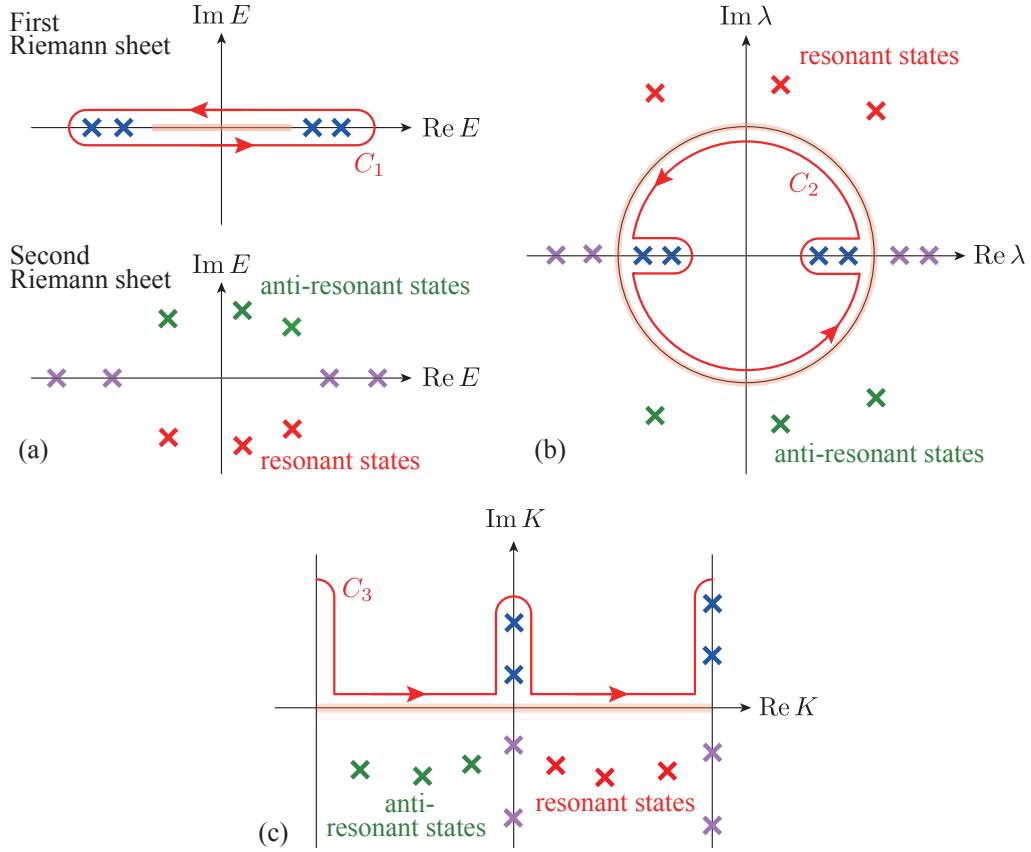 First
Riemann sheet
Im E
Re E
C₁
Second
Riemann sheet
Im E
anti-resonant states
Re E
resonant states
(a)
Im λ
resonant states
C₂
Re λ
anti-resonant states
(b)
Im K
C₃
Re K
anti-
resonant states
resonant states
(c)